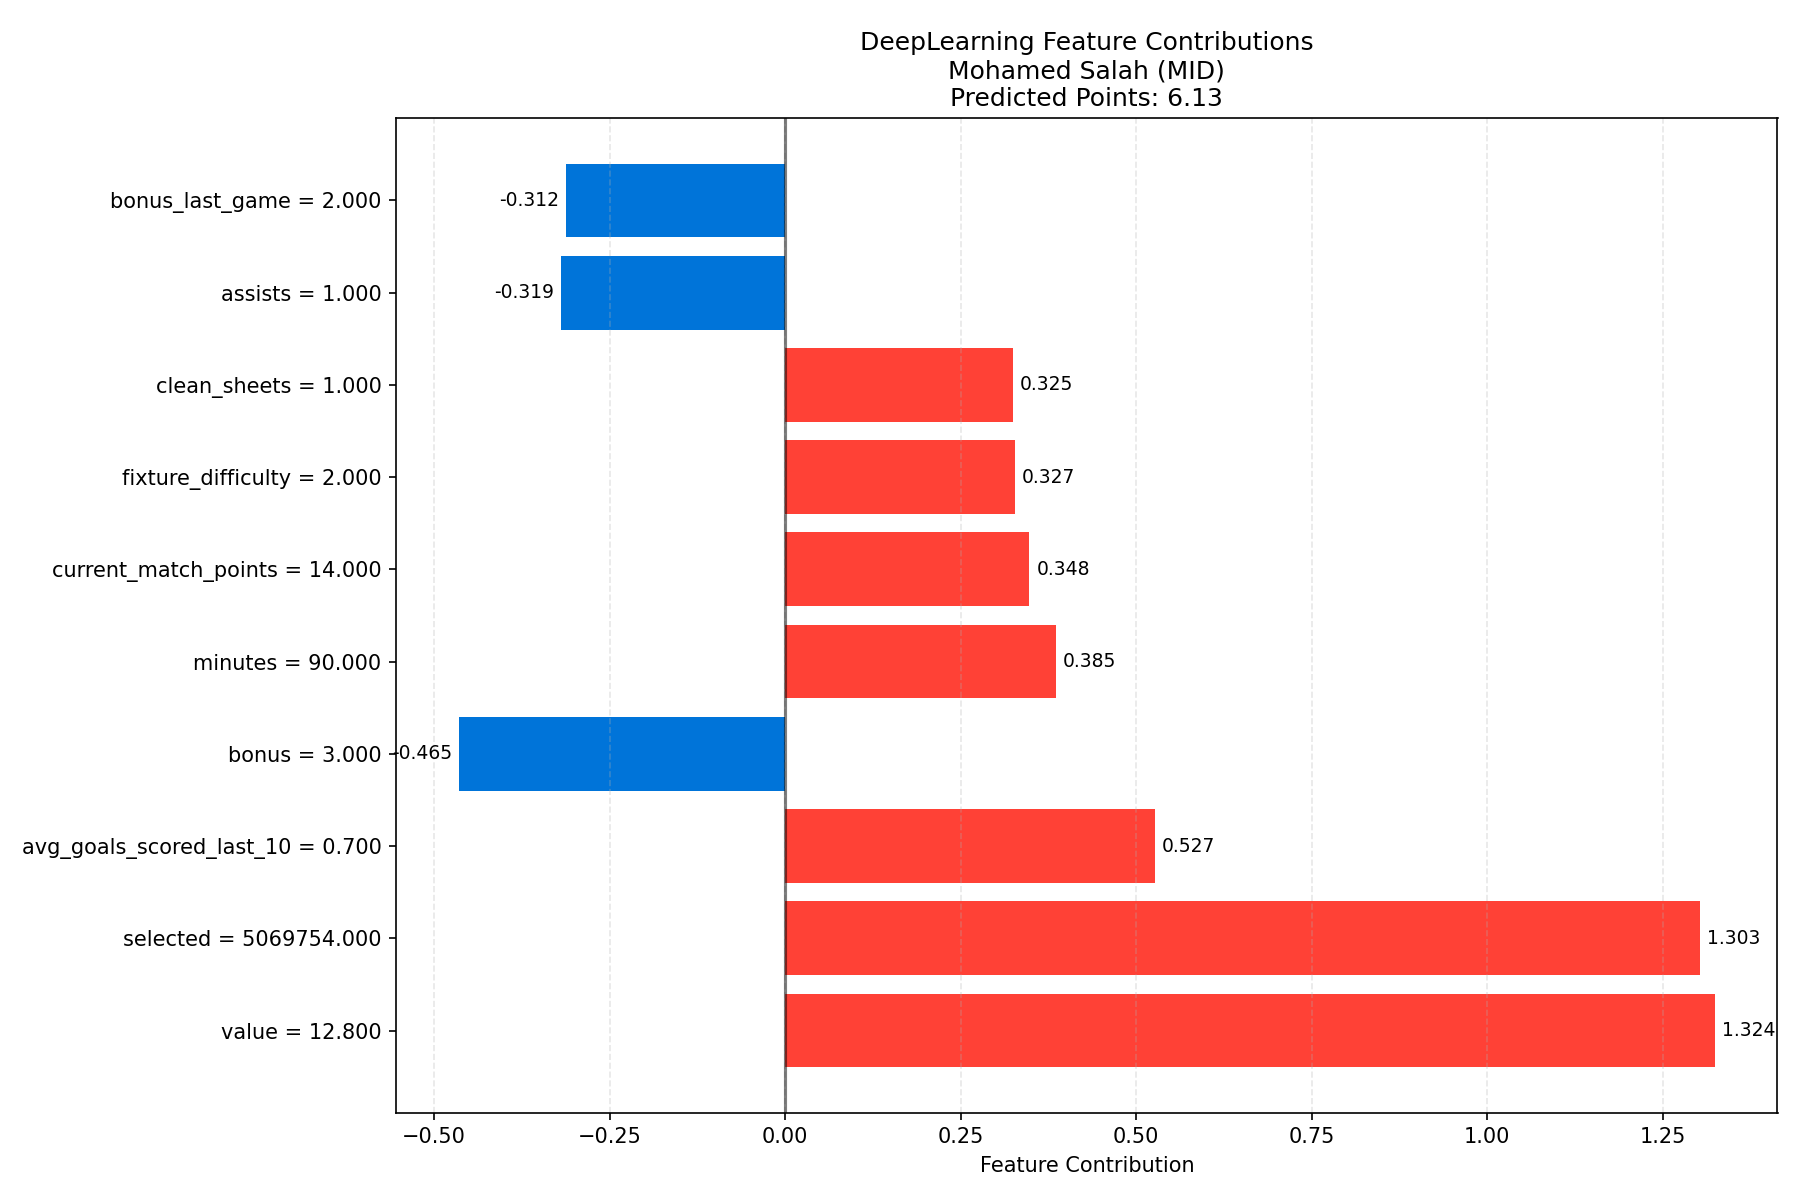 DeepLearning Feature Contributions
Mohamed Salah (MID)
Predicted Points: 6.13
bonus_last_game = 2.000
-0.312
assists = 1.000
-0.319
clean_sheets = 1.000
0.325
fixture_difficulty = 2.000
0.327
current_match_points = 14.000
0.348
minutes = 90.000
0.385
bonus = 3.000
-0.465
avg_goals_scored_last_10 = 0.700
0.527
selected = 5069754.000
1.303
value = 12.800
1.324
−0.50 −0.25 0.00 0.25 0.50 0.75 1.00 1.25
Feature Contribution